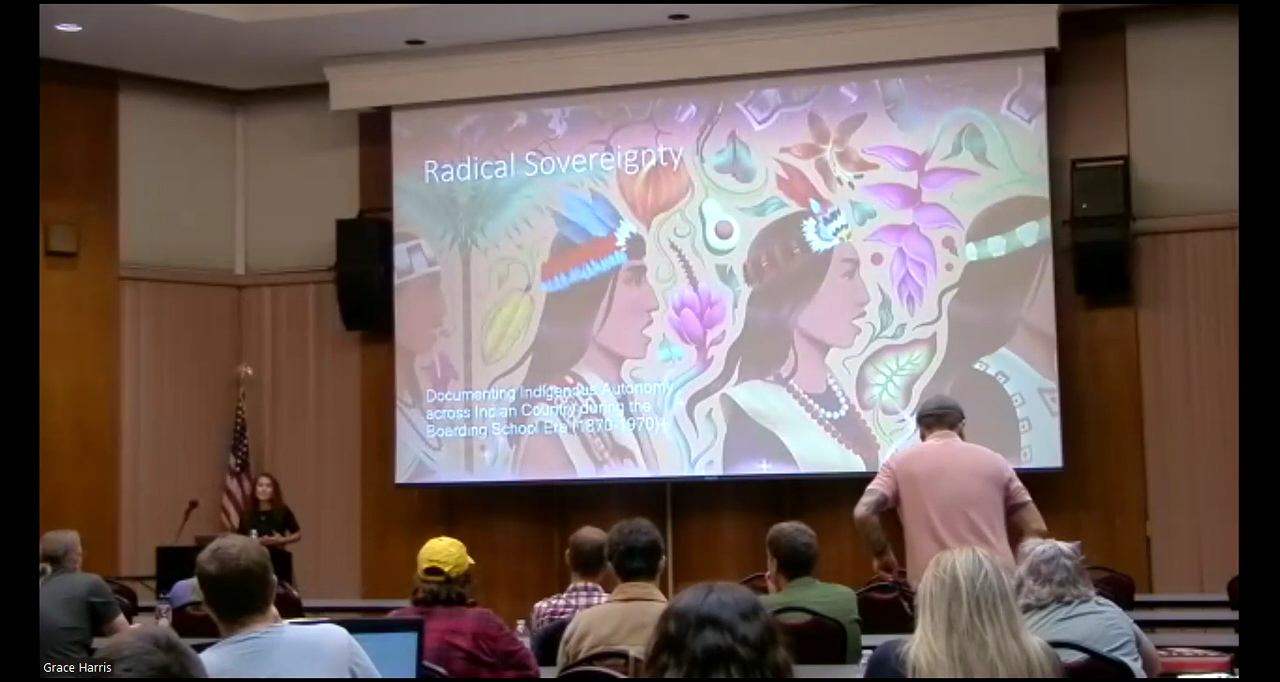 Radical Sovereignty
Documenting Indigenous Autonomy
across Indian Country during the
Boarding School Era (1870-1970)
Grace Harris